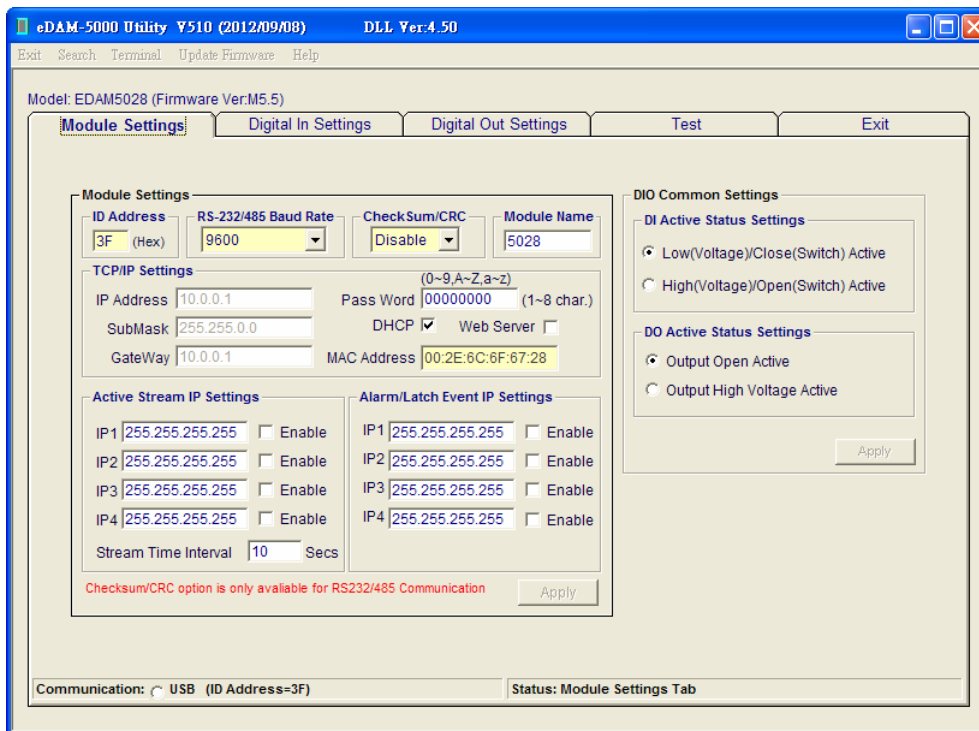 eDAM-5000 Utility V510 (2012/09/08) DLL Ver:4.50
Exit Search Terminal Update Firmware Help
Model: EDAM5028 (Firmware Ver:M5.5)
Module Settings Digital In Settings Digital Out Settings Test Exit
Module Settings
ID Address RS-232/485 Baud Rate CheckSum/CRC Module Name
3F (Hex) 9600 Disable 5028
TCP/IP Settings
(0~9,A~Z,a~z)
IP Address 10.0.0.1 Pass Word 00000000 (1~8 char.)
SubMask 255.255.0.0 DHCP Web Server
GateWay 10.0.0.1 MAC Address 00:2E:6C:6F:67:28
Active Stream IP Settings Alarm/Latch Event IP Settings
IP1 255.255.255.255 Enable IP1 255.255.255.255 Enable
IP2 255.255.255.255 Enable IP2 255.255.255.255 Enable
IP3 255.255.255.255 Enable IP3 255.255.255.255 Enable
IP4 255.255.255.255 Enable IP4 255.255.255.255 Enable
Stream Time Interval 10 Secs
Checksum/CRC option is only avaliable for RS232/485 Communication Apply
DIO Common Settings
DI Active Status Settings
Low(Voltage)/Close(Switch) Active
High(Voltage)/Open(Switch) Active
DO Active Status Settings
Output Open Active
Output High Voltage Active
Apply
Communication: USB (ID Address=3F) Status: Module Settings Tab